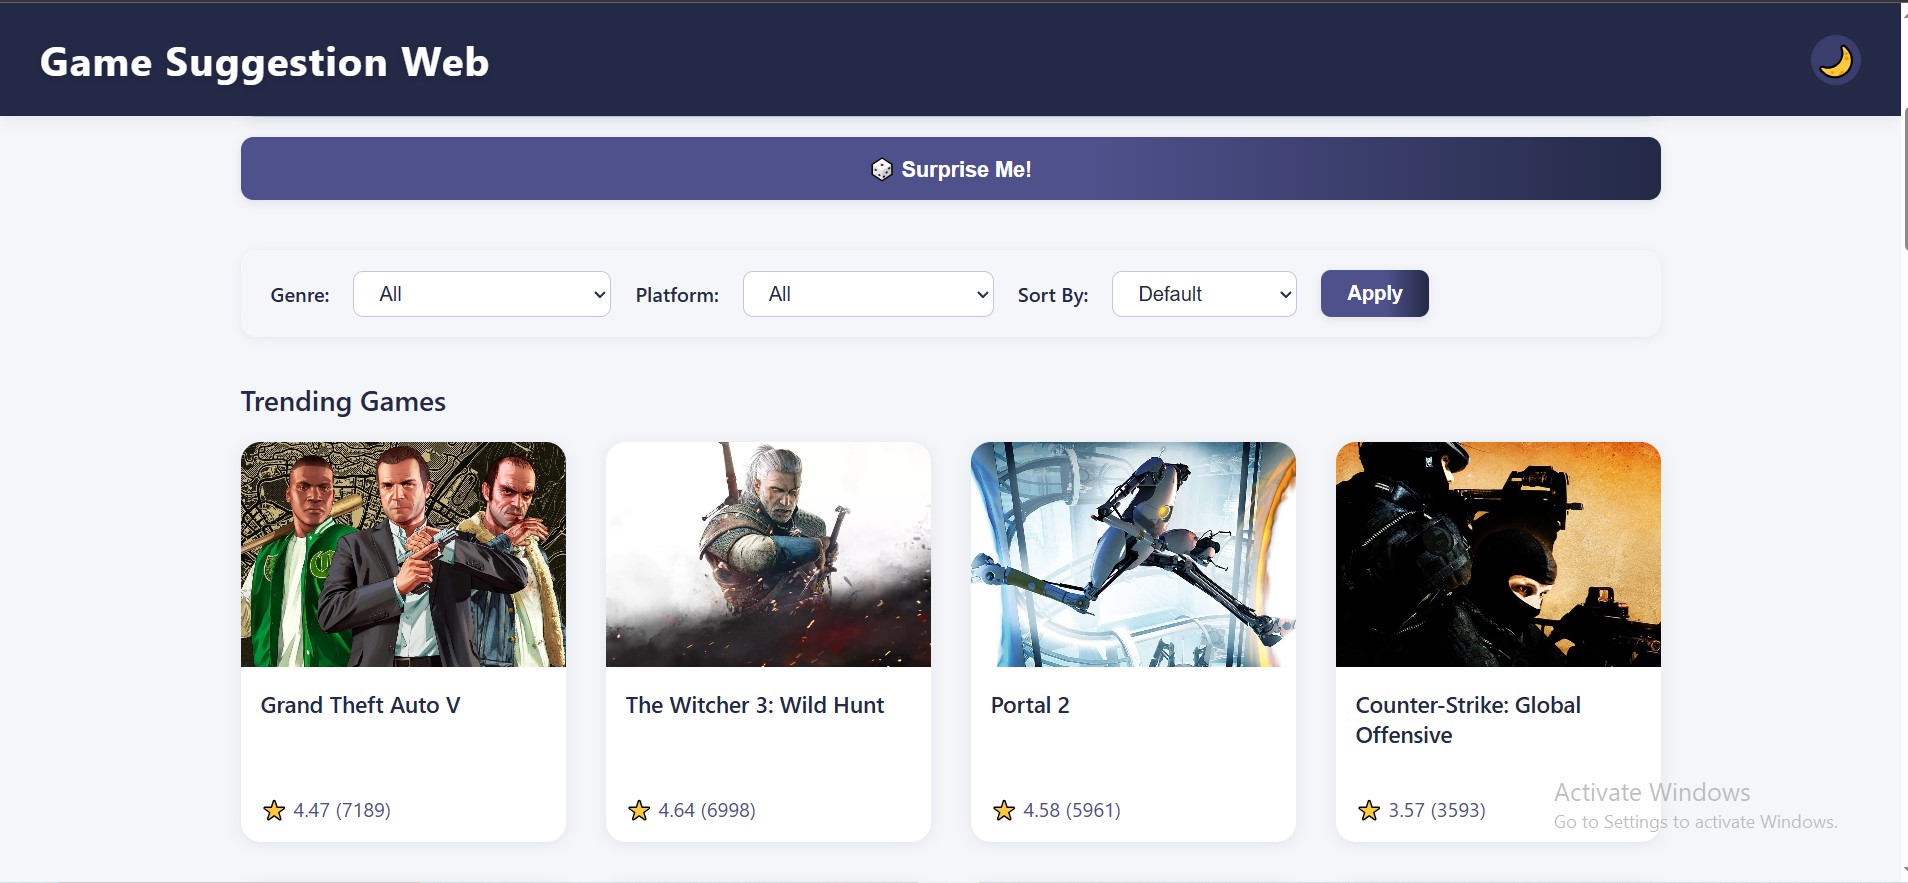 Game Suggestion Web
Surprise Me!
Genre: All Platform: All Sort By: Default Apply
Trending Games
Grand Theft Auto V
⭐ 4.47 (7189)
The Witcher 3: Wild Hunt
⭐ 4.64 (6998)
Portal 2
⭐ 4.58 (5961)
Counter-Strike: Global
Offensive
⭐ 3.57 (3593)
Activate Windows
Go to Settings to activate Windows.